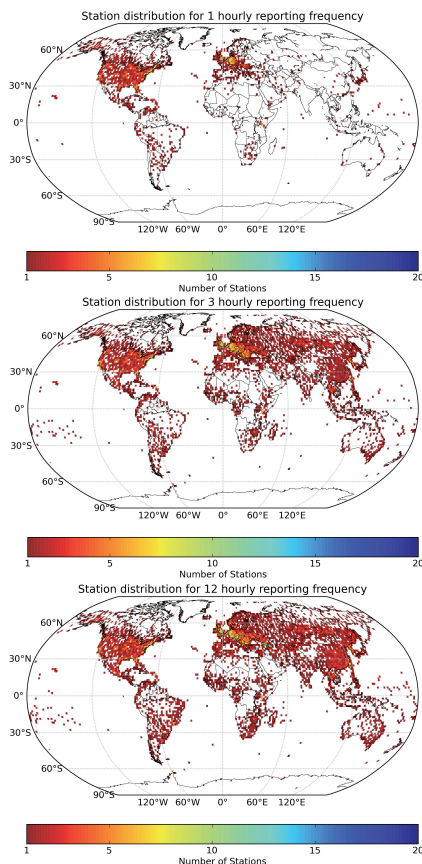 Station distribution for 1 hourly reporting frequency
60°N
30°N
0°
30°S
60°S
90°S
120°W 60°W 0° 60°E 120°E
1 5 10 15 20
Number of Stations
Station distribution for 3 hourly reporting frequency
60°N
30°N
0°
30°S
60°S
90°S
120°W 60°W 0° 60°E 120°E
1 5 10 15 20
Number of Stations
Station distribution for 12 hourly reporting frequency
60°N
30°N
0°
30°S
60°S
90°S
120°W 60°W 0° 60°E 120°E
1 5 10 15 20
Number of Stations